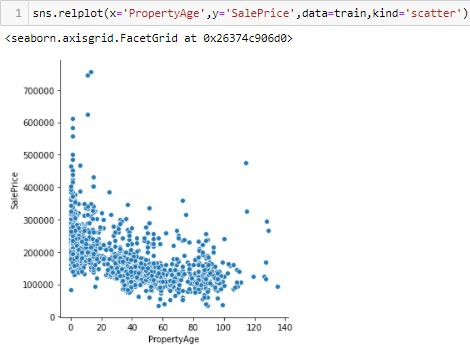 1 sns.relplot(x='PropertyAge',y='SalePrice',data=train,kind='scatter')
<seaborn.axisgrid.FacetGrid at 0x26374c906d0>
700000
600000
500000
400000
300000
200000
100000
0
SalePrice
0 20 40 60 80 100 120 140
PropertyAge